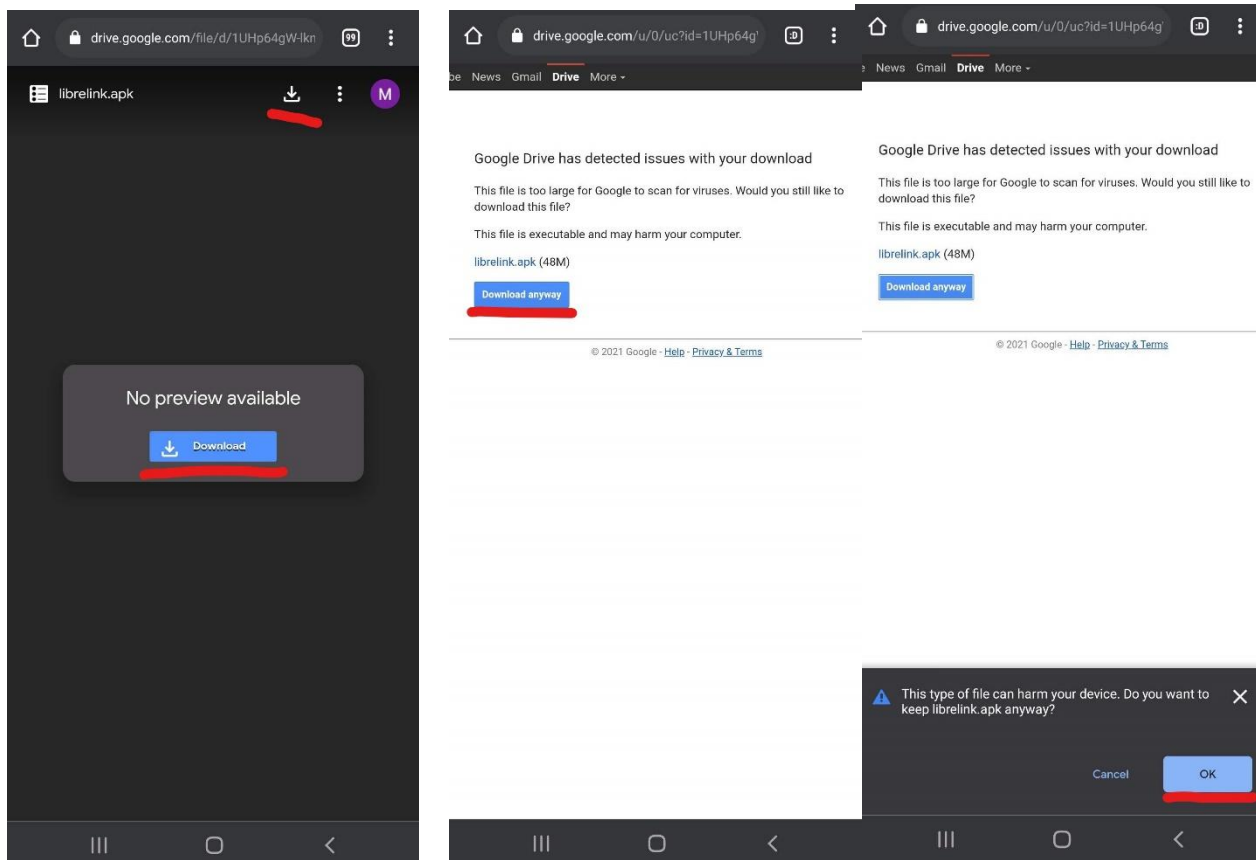 drive.google.com/file/d/1UHp64gW-Ikn
99
librelink.apk
M
No preview available
Download
drive.google.com/u/0/uc?id=1UHp64g
:D
be News Gmail Drive More
Google Drive has detected issues with your download
This file is too large for Google to scan for viruses. Would you still like to
download this file?
This file is executable and may harm your computer.
librelink.apk (48M)
Download anyway
© 2021 Google - Help - Privacy & Terms
drive.google.com/u/0/uc?id=1UHp64g
:D
News Gmail Drive More
Google Drive has detected issues with your download
This file is too large for Google to scan for viruses. Would you still like to
download this file?
This file is executable and may harm your computer.
librelink.apk (48M)
Download anyway
© 2021 Google - Help - Privacy & Terms
This type of file can harm your device. Do you want to
keep librelink.apk anyway?
Cancel
OK